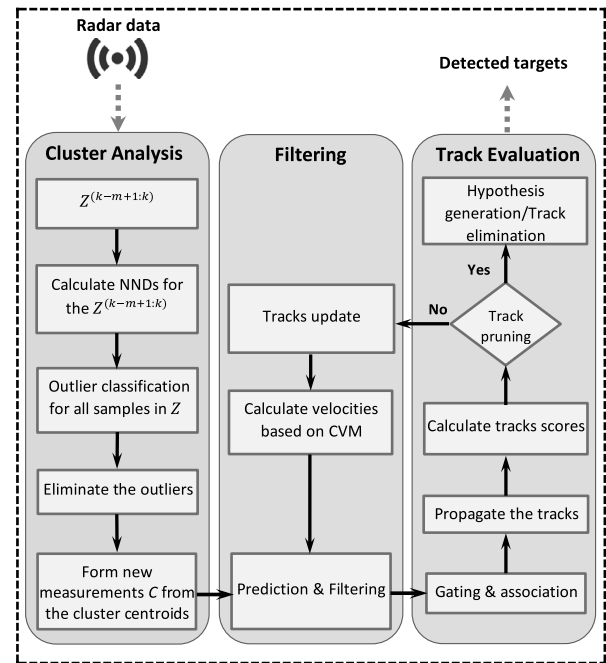 Radar data
Detected targets
Cluster Analysis
Z^(k−m+1:k)
Calculate NNDs for
the Z^(k−m+1:k)
Outlier classification
for all samples in Z
Eliminate the outliers
Form new
measurements C from
the cluster centroids
Filtering
Tracks update
Calculate velocities
based on CVM
Prediction & Filtering
Track Evaluation
Hypothesis
generation/Track
elimination
Yes
No
Track
pruning
Calculate tracks scores
Propagate the tracks
Gating & association